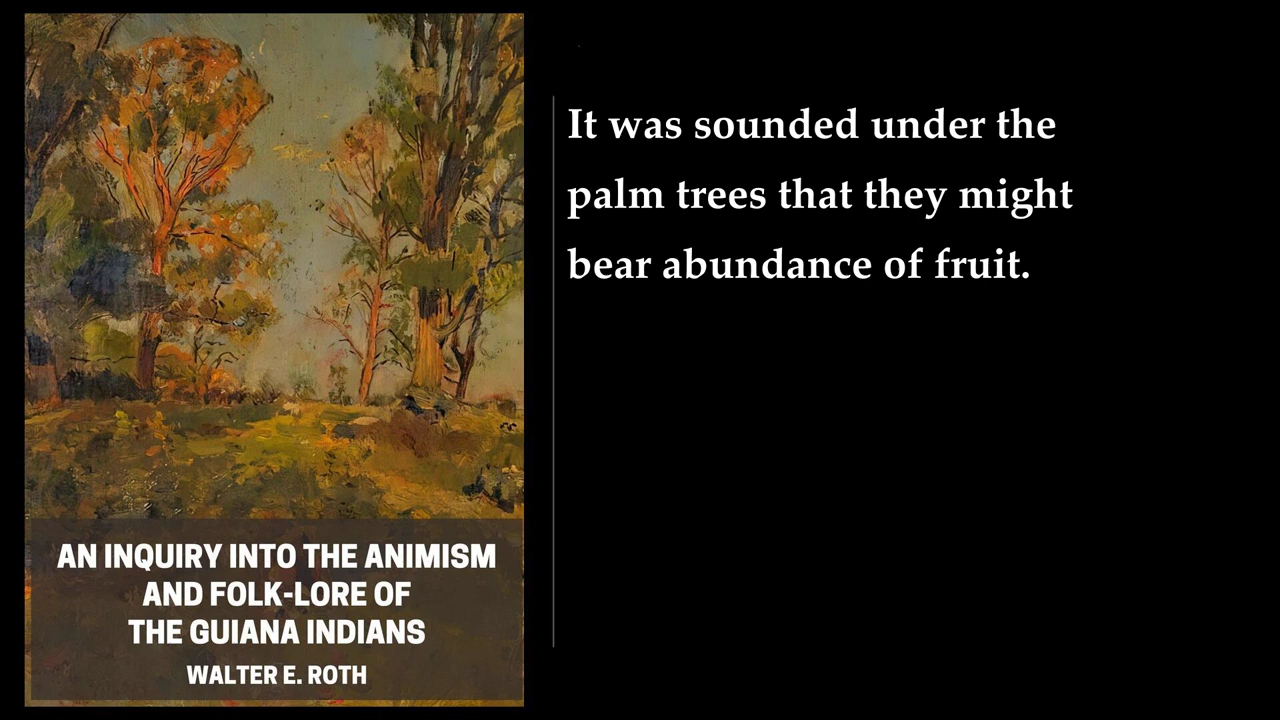 It was sounded under the
palm trees that they might
bear abundance of fruit.
AN INQUIRY INTO THE ANIMISM
AND FOLK-LORE OF
THE GUIANA INDIANS
WALTER E. ROTH